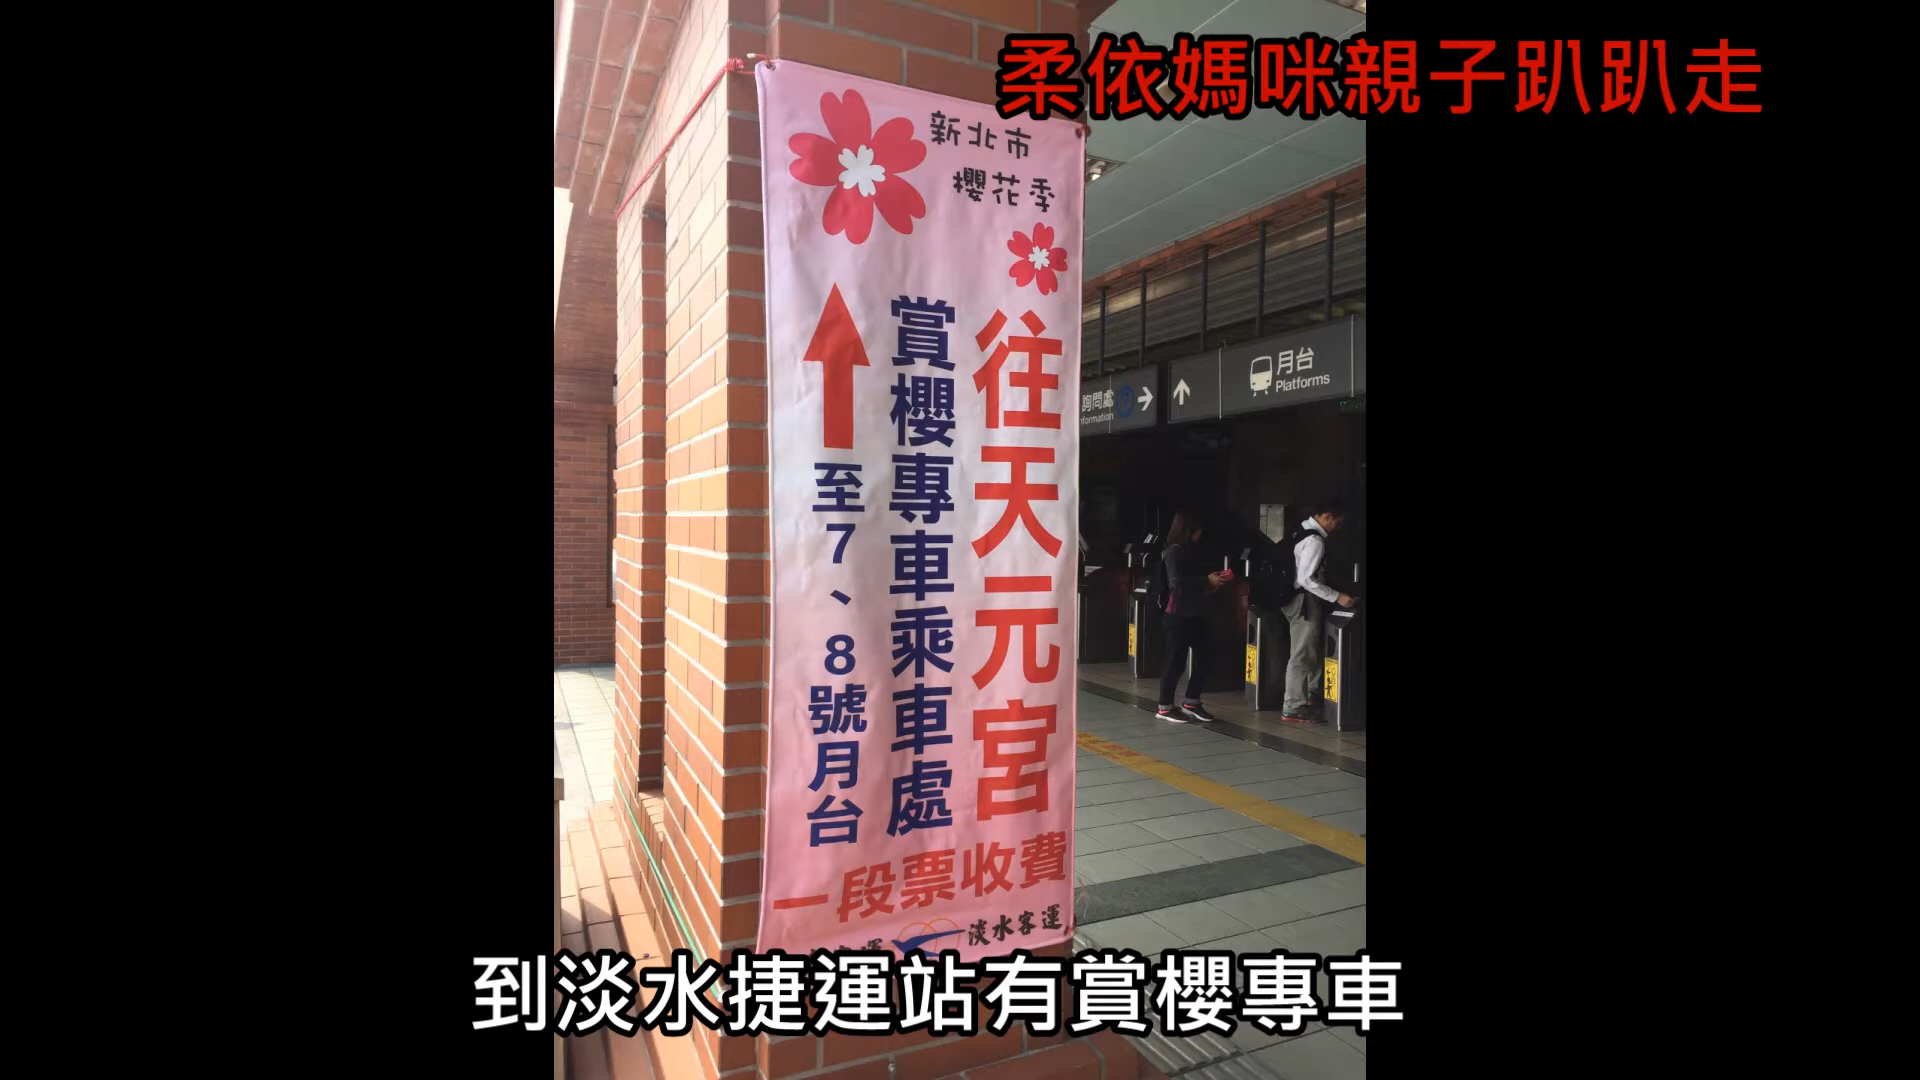 柔依媽咪親子趴趴走
新北市
櫻花季
往天元宮
賞櫻專車乘車處
至7、8號月台
一段票收費
淡水客運
詢問處
Information
月台
Platforms
到淡水捷運站有賞櫻專車